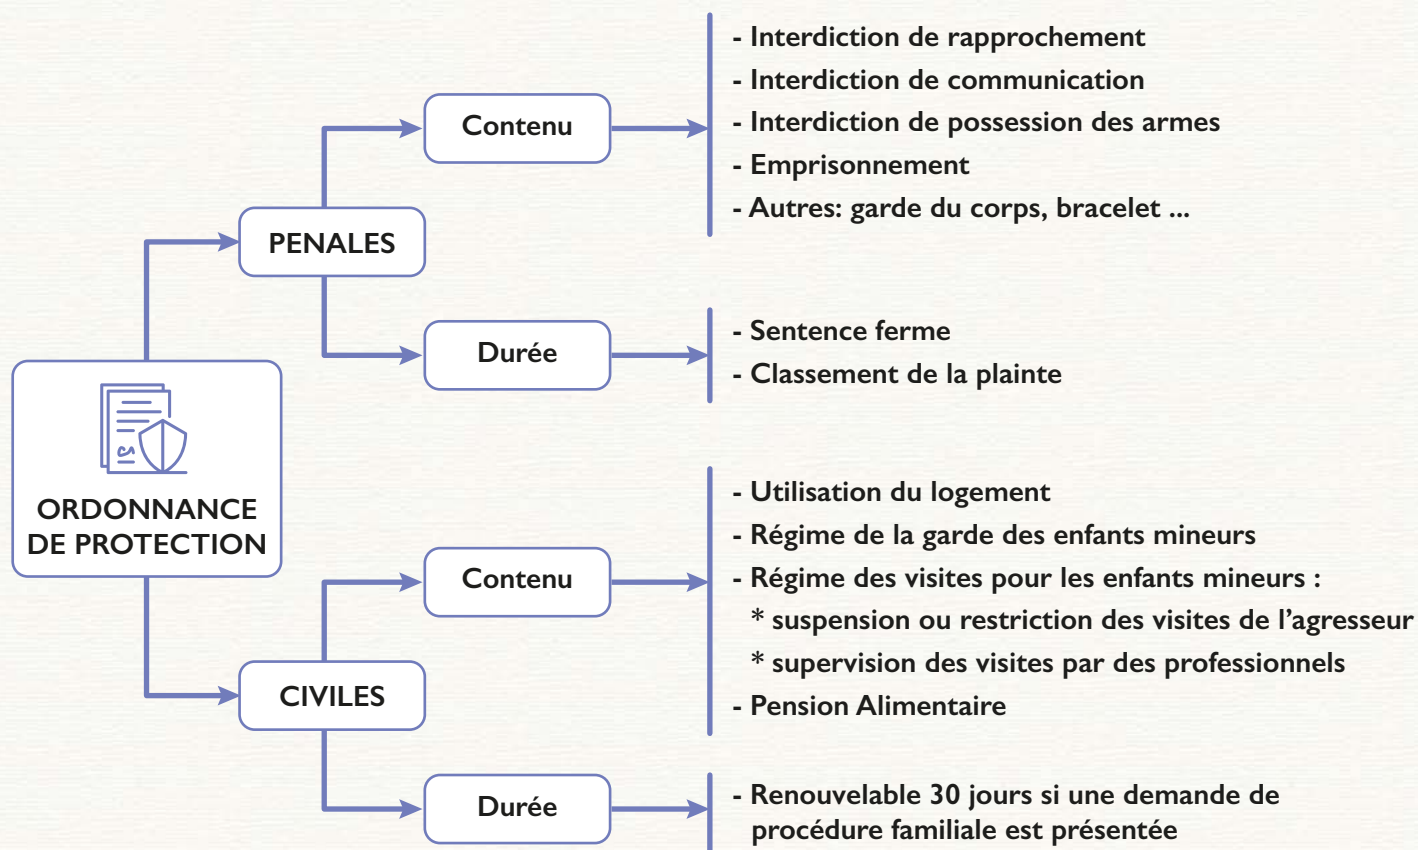 ORDONNANCE
DE PROTECTION
PENALES
Contenu
- Interdiction de rapprochement
- Interdiction de communication
- Interdiction de possession des armes
- Emprisonnement
- Autres: garde du corps, bracelet ...
Durée
- Sentence ferme
- Classement de la plainte
CIVILES
Contenu
- Utilisation du logement
- Régime de la garde des enfants mineurs
- Régime des visites pour les enfants mineurs :
* suspension ou restriction des visites de l’agresseur
* supervision des visites par des professionnels
- Pension Alimentaire
Durée
- Renouvelable 30 jours si une demande de
procédure familiale est présentée